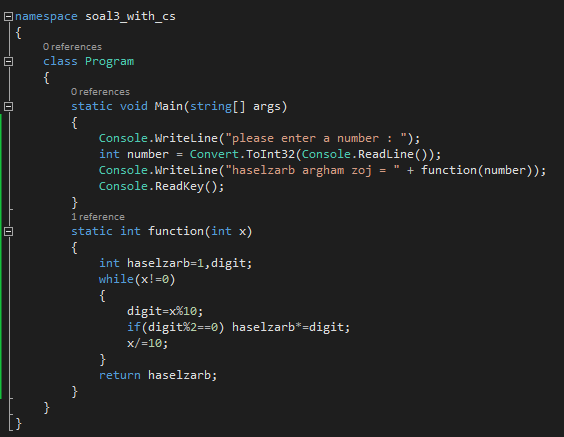 namespace soal3_with_cs
{
0 references
class Program
{
0 references
static void Main(string[] args)
{
Console.WriteLine("please enter a number : ");
int number = Convert.ToInt32(Console.ReadLine());
Console.WriteLine("haselzarb argham zoj = " + function(number));
Console.ReadKey();
}
1 reference
static int function(int x)
{
int haselzarb=1,digit;
while(x!=0)
{
digit=x%10;
if(digit%2==0) haselzarb*=digit;
x/=10;
}
return haselzarb;
}
}
}